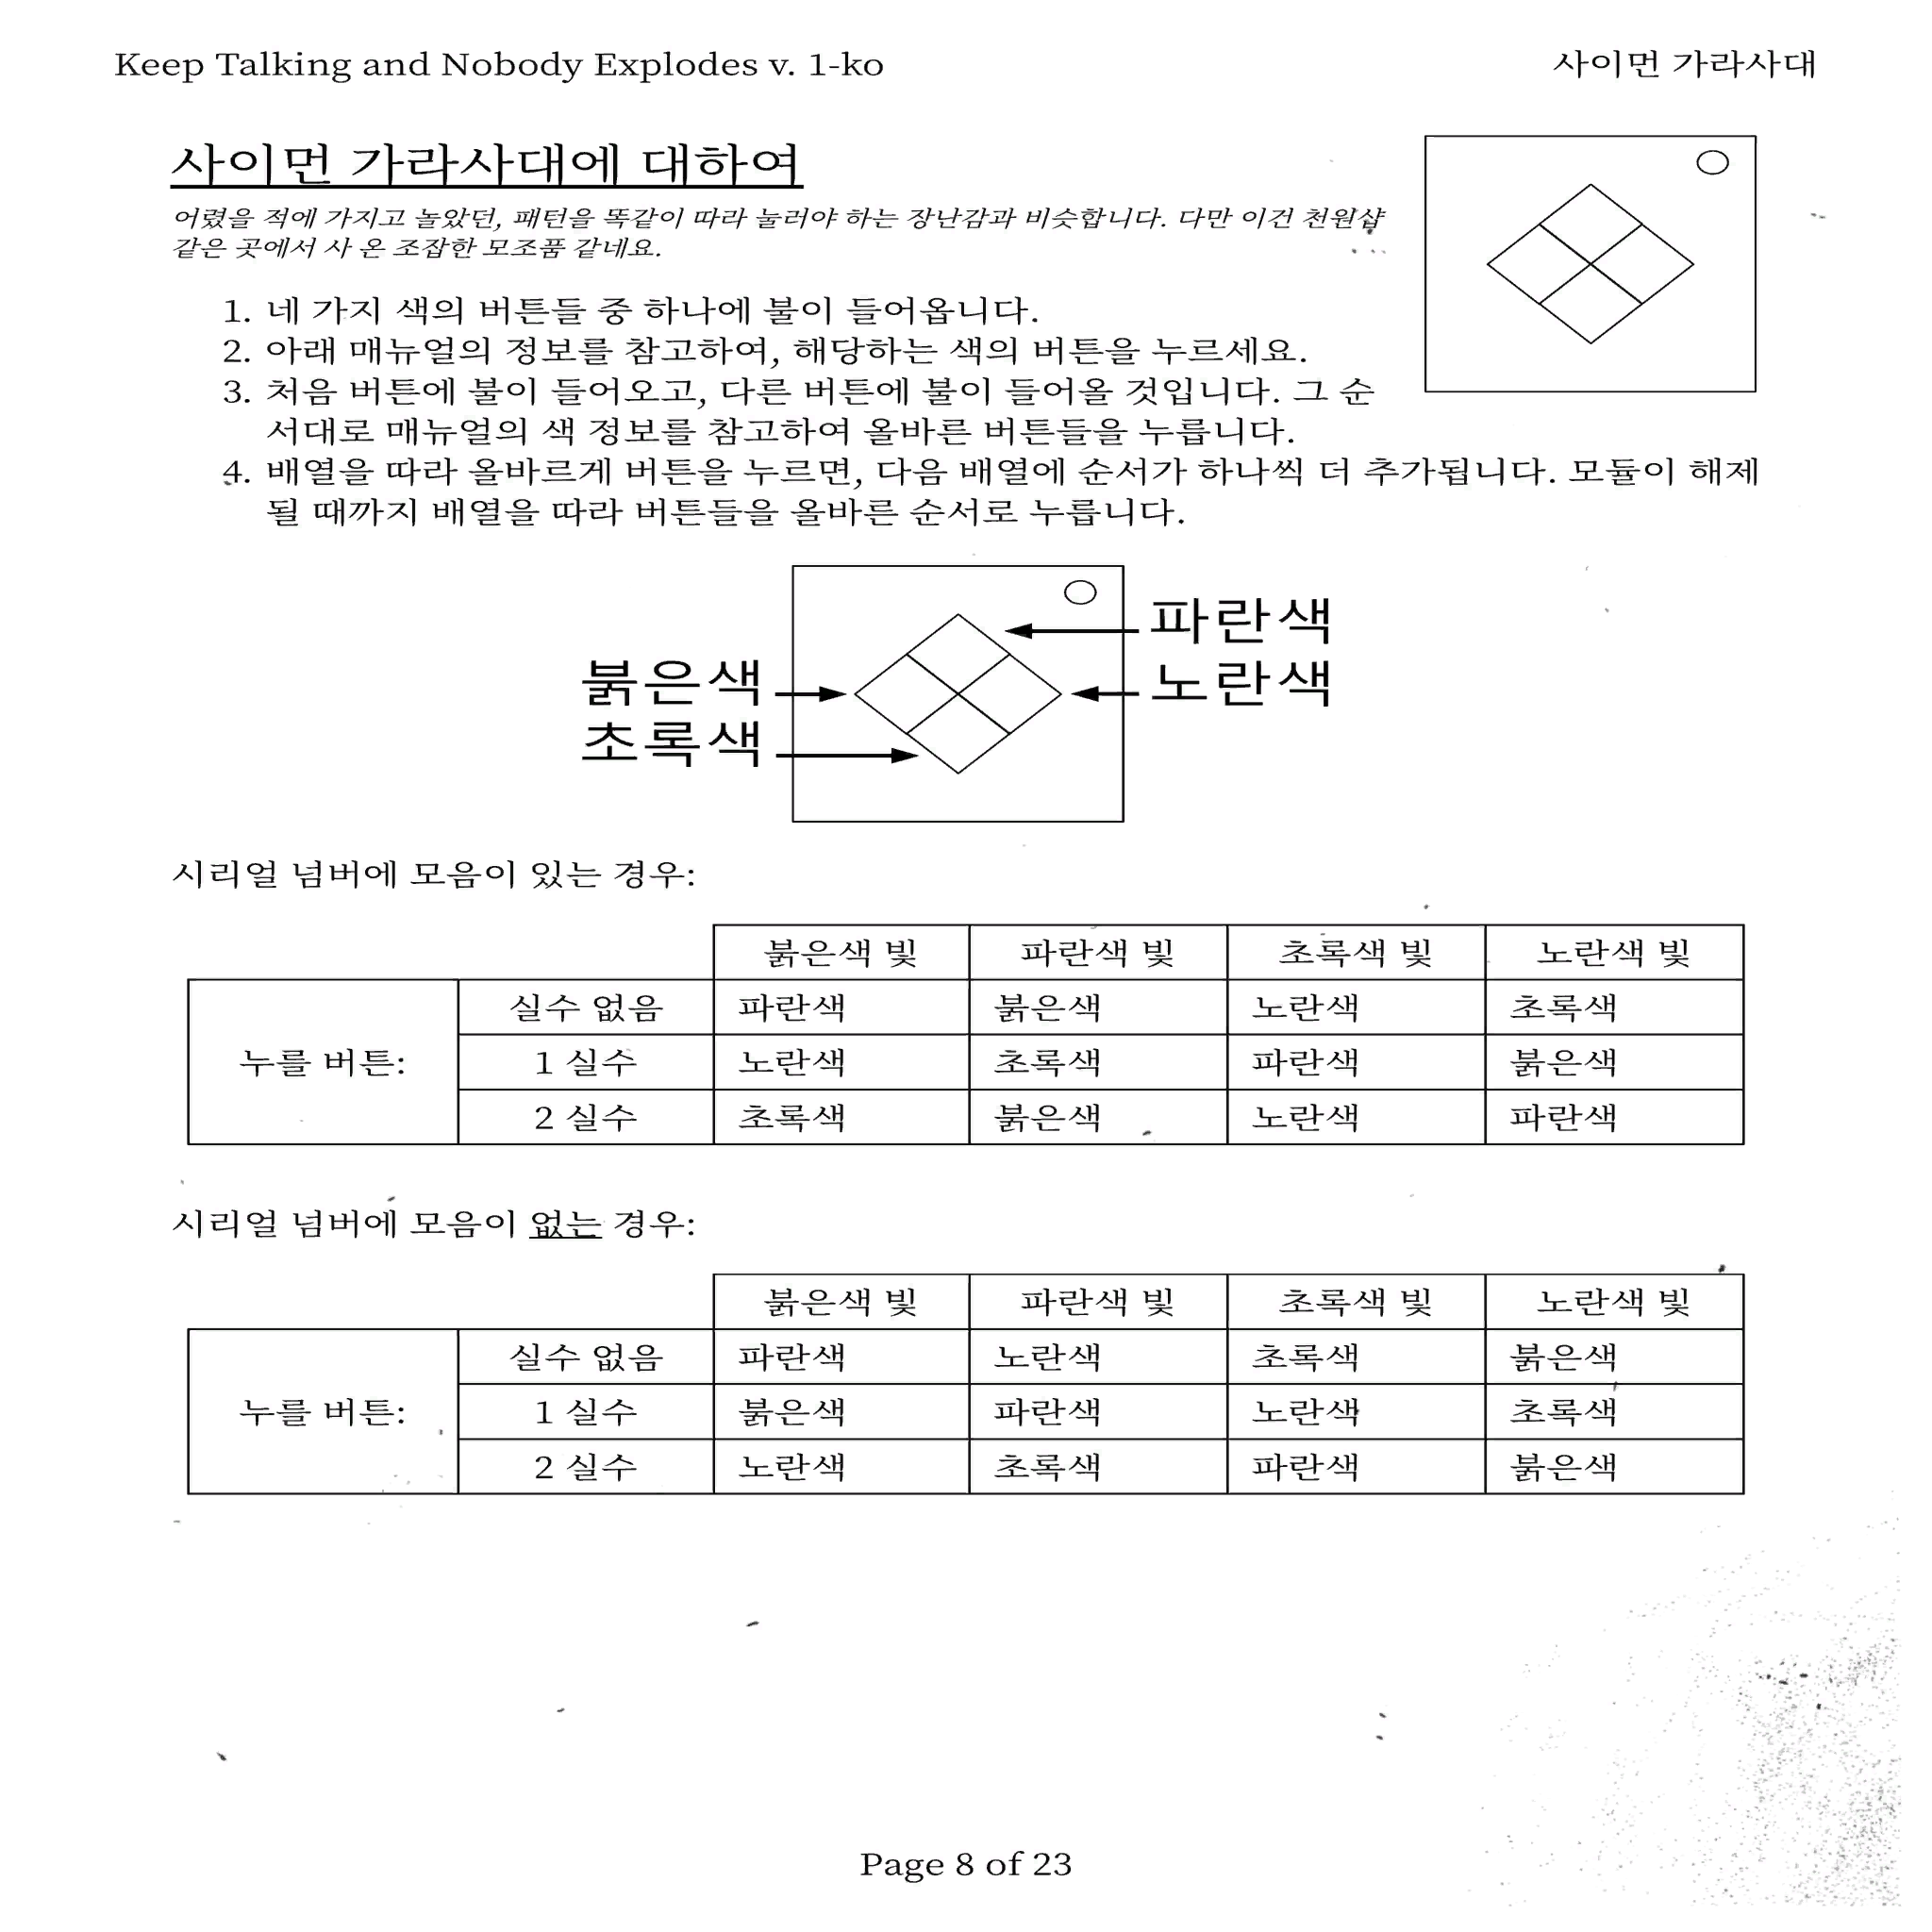 Keep Talking and Nobody Explodes v. 1-ko
사이먼 가라사대
사이먼 가라사대에 대하여
어렸을 적에 가지고 놀았던, 패턴을 똑같이 따라 눌러야 하는 장난감과 비슷합니다. 다만 이건 천원샵
같은 곳에서 사 온 조잡한 모조품 같네요.
1. 네 가지 색의 버튼들 중 하나에 불이 들어옵니다.
2. 아래 매뉴얼의 정보를 참고하여, 해당하는 색의 버튼을 누르세요.
3. 처음 버튼에 불이 들어오고, 다른 버튼에 불이 들어올 것입니다. 그 순
서대로 매뉴얼의 색 정보를 참고하여 올바른 버튼들을 누릅니다.
4. 배열을 따라 올바르게 버튼을 누르면, 다음 배열에 순서가 하나씩 더 추가됩니다. 모듈이 해제
될 때까지 배열을 따라 버튼들을 올바른 순서로 누릅니다.
파란색
붉은색
노란색
초록색
시리얼 넘버에 모음이 있는 경우:
붉은색 빛 파란색 빛 초록색 빛 노란색 빛
실수 없음 파란색 붉은색 노란색 초록색
누를 버튼: 1 실수 노란색 초록색 파란색 붉은색
2 실수 초록색 붉은색 노란색 파란색
시리얼 넘버에 모음이 없는 경우:
붉은색 빛 파란색 빛 초록색 빛 노란색 빛
실수 없음 파란색 노란색 초록색 붉은색
누를 버튼: 1 실수 붉은색 파란색 노란색 초록색
2 실수 노란색 초록색 파란색 붉은색
Page 8 of 23